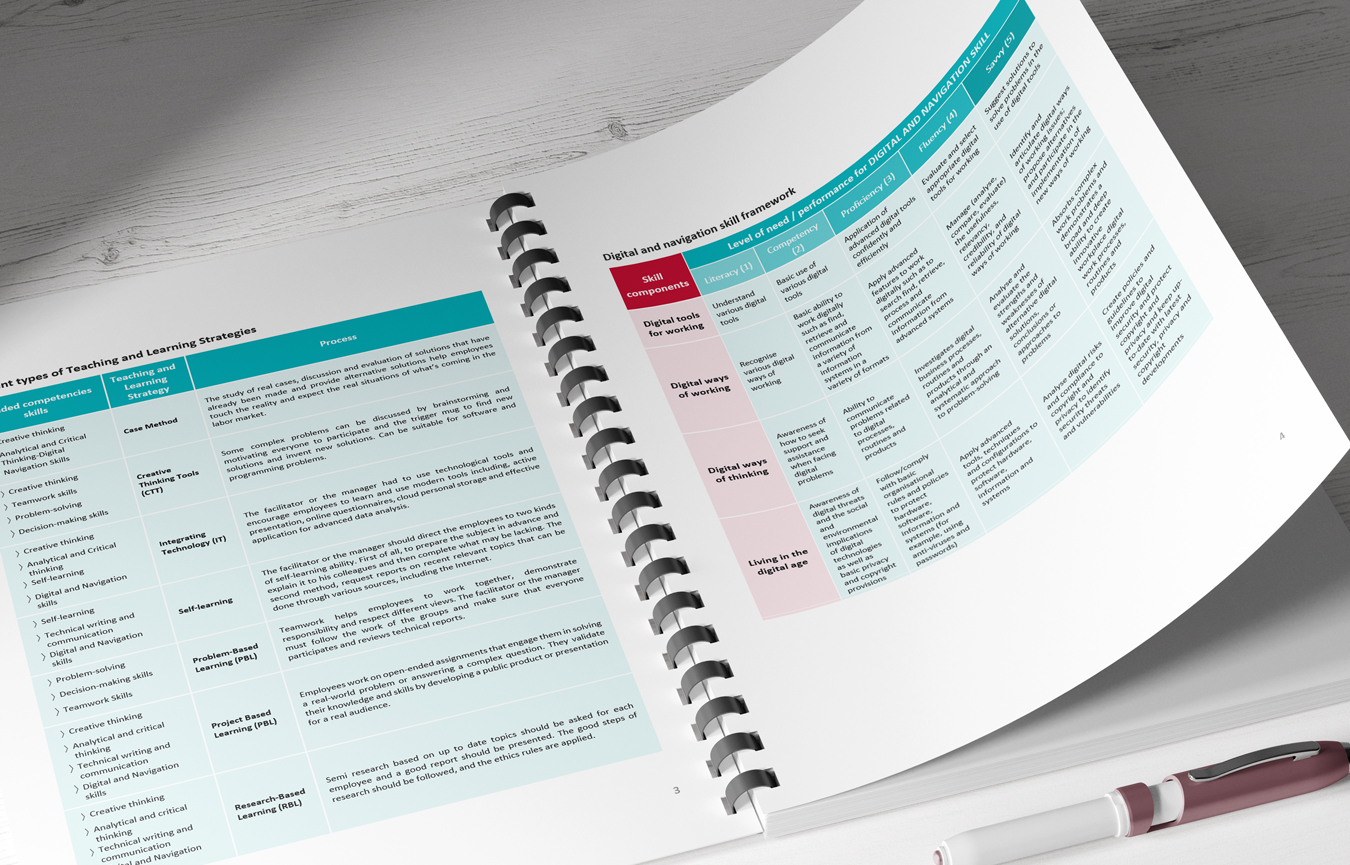 nt types of Teaching and Learning Strategies
ded competencies
skills
Teaching and
Learning
Strategy
Process
Creative thinking
Analytical and Critical
Thinking-Digital
Navigation Skills
Case Method
The study of real cases, discussion and evaluation of solutions that have
already been made and provide alternative solutions help employees
touch the reality and expect the real situations of what's coming in the
labor market.
〉 Creative thinking
〉 Teamwork skills
〉 Problem-solving
〉 Decision-making skills
Creative
Thinking Tools
(CTT)
Some complex problems can be discussed by brainstorming and
motivating everyone to participate and the trigger mug to find new
solutions and invent new solutions. Can be suitable for software and
programming problems.
〉 Creative thinking
〉 Analytical and Critical
thinking
〉 Self-learning
〉 Digital and Navigation
skills
Integrating
Technology (IT)
The facilitator or the manager had to use technological tools and
encourage employees to learn and use modern tools including, active
presentation, online questionnaires, cloud personal storage and effective
application for advanced data analysis.
〉 Self-learning
〉 Technical writing and
communication
〉 Digital and Navigation
skills
Self-learning
The facilitator or the manager should direct the employees to two kinds
of self-learning ability. First of all, to prepare the subject in advance and
explain it to his colleagues and then complete what may be lacking. The
second method, request reports on recent relevant topics that can be
done through various sources, including the Internet.
〉 Problem-solving
〉 Decision-making skills
〉 Teamwork Skills
Problem-Based
Learning (PBL)
Teamwork helps employees to work together, demonstrate
responsibility and respect different views. The facilitator or the manager
must follow the work of the groups and make sure that everyone
participates and reviews technical reports.
〉 Creative thinking
〉 Analytical and critical
thinking
〉 Technical writing and
communication
〉 Digital and Navigation
skills
Project Based
Learning (PBL)
Employees work on open-ended assignments that engage them in solving
a real-world problem or answering a complex question. They validate
their knowledge and skills by developing a public product or presentation
for a real audience.
〉 Creative thinking
〉 Analytical and critical
thinking
〉 Technical writing and
communication
tal and Navigation
Research-Based
Learning (RBL)
Semi research based on up to date topics should be asked for each
employee and a good report should be presented. The good steps of
research should be followed, and the ethics rules are applied.
3
Digital and navigation skill framework
Skill
components
Level of need / performance for DIGITAL AND NAVIGATION SKILL
Literacy (1)
Competency
(2)
Proficiency (3)
Fluency (4)
Savvy (5)
Digital tools
for working
Understand
various digital
tools
Basic use of
various digital
tools
Application of
advanced digital tools
confidently and
efficiently
Evaluate and select
appropriate digital
tools for working
Suggest solutions to
solve problems in the
use of digital tools
Digital ways
of working
Recognise
various digital
ways of
working
Basic ability to
work digitally
such as find,
retrieve and
communicate
information from
a variety of
information
variety of formats
Apply advanced
features to work
digitally such as to
search find, retrieve,
process and
communicate
information from
advanced systems
Manage (analyse,
compare, evaluate)
the usefulness,
relevancy,
credibility, and
reliability of digital
ways of working
Identify and
articulate digital ways
of working issues;
propose alternatives
and participate in the
implementation of
new ways of working
Digital ways
of thinking
Awareness of
how to seek
support and
assistance
when facing
digital
problems
Ability to
communicate
problems related
to digital
processes,
routines and
products
Investigates digital
business processes,
routines and
products through an
analytical and
systematic approach
to problem-solving
Analyse and
evaluate the
strengths and
weaknesses of
alternative digital
solutions,
conclusions or
approaches to
problems
Absorbs complex
work problems and
demonstrates a
broad and deep
ability to create
innovative
workplace digital
work processes,
routines and
products
Living in the
digital age
Awareness of
digital threats
and the social
and
environmental
implications
of digital
technologies
as well as
basic privacy
and copyright
provisions
Follow/comply
with basic
organisational
rules and policies
to protect
hardware,
software,
information and
systems (for
example, using
anti-viruses and
passwords)
Apply advanced
tools, techniques
and configurations to
protect hardware,
software,
information and
systems
Analyse digital risks
and compliance to
copyright and
privacy to identify
security threats
and vulnerabilities
Create policies and
guidelines to
improve digital
security and protect
copyright and
privacy and keep up-
to-date with latest
security, privacy and
copyright
developments
4